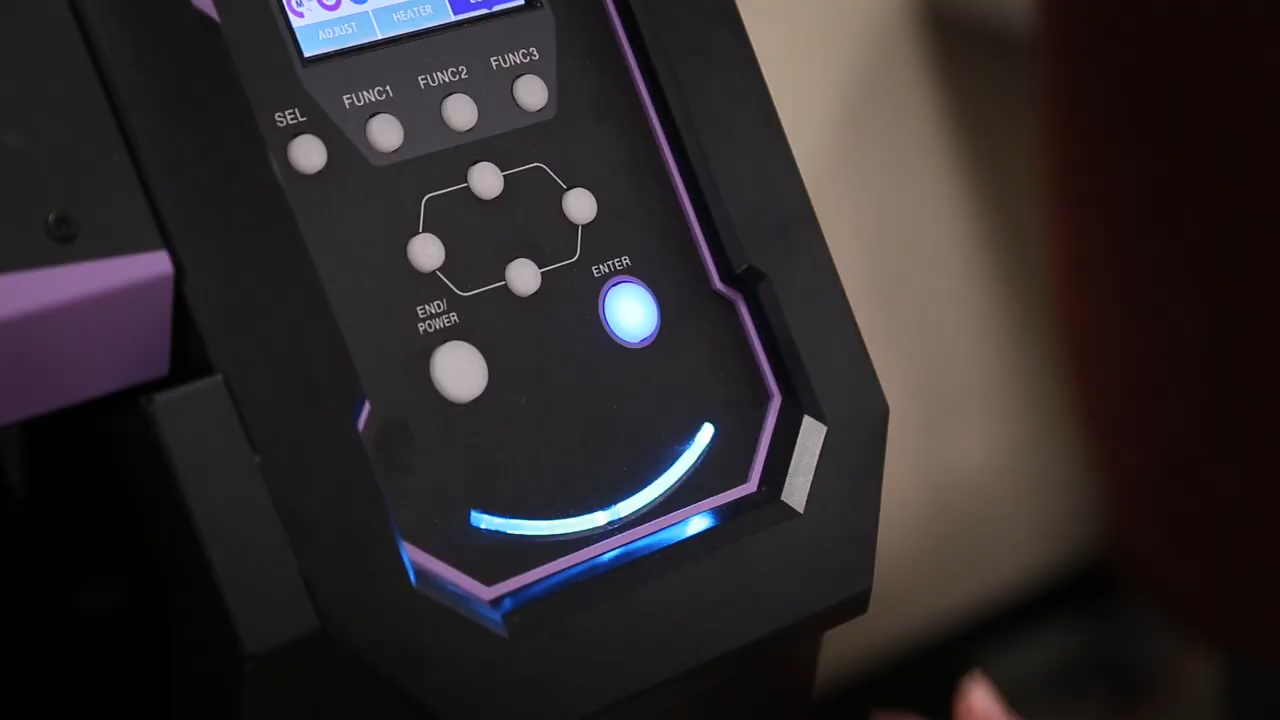 M
ADJUST
HEATER
SEL
FUNC1
FUNC2
FUNC3
ENTER
END/
POWER